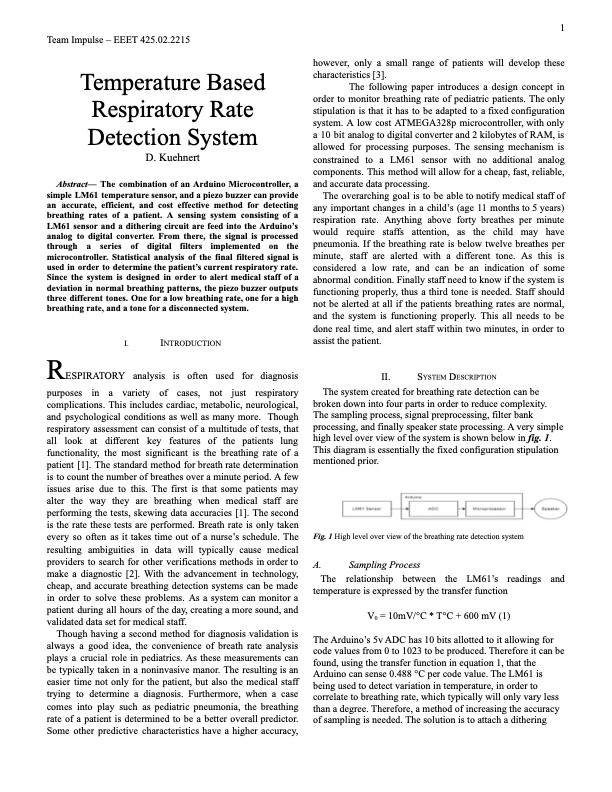 1
Team Impulse – EEET 425.02.2215
Temperature Based
Respiratory Rate
Detection System
D. Kuehnert
Abstract— The combination of an Arduino Microcontroller, a
simple LM61 temperature sensor, and a piezo buzzer can provide
an accurate, efficient, and cost effective method for detecting
breathing rates of a patient. A sensing system consisting of a
LM61 sensor and a dithering circuit are feed into the Arduino's
analog to digital converter. From there, the signal is processed
through a series of digital filters implemented on the
microcontroller. Statistical analysis of the final filtered signal is
used in order to determine the patient's current respiratory rate.
Since the system is designed in order to alert medical staff of a
deviation in normal breathing patterns, the piezo buzzer outputs
three different tones. One for a low breathing rate, one for a high
breathing rate, and a tone for a disconnected system.
I. INTRODUCTION
RESPIRATORY analysis is often used for diagnosis
purposes in a variety of cases, not just respiratory
complications. This includes cardiac, metabolic, neurological,
and psychological conditions as well as many more. Though
respiratory assessment can consist of a multitude of tests, that
all look at different key features of the patients lung
functionality, the most significant is the breathing rate of a
patient [1]. The standard method for breath rate determination
is to count the number of breathes over a minute period. A few
issues arise due to this. The first is that some patients may
alter the way they are breathing when medical staff are
performing the tests, skewing data accuracies [1]. The second
is the rate these tests are performed. Breath rate is only taken
every so often as it takes time out of a nurse's schedule. The
resulting ambiguities in data will typically cause medical
providers to search for other verifications methods in order to
make a diagnostic [2]. With the advancement in technology,
cheap, and accurate breathing detection systems can be made
in order to solve these problems. As a system can monitor a
patient during all hours of the day, creating a more sound, and
validated data set for medical staff.
Though having a second method for diagnosis validation is
always a good idea, the convenience of breath rate analysis
plays a crucial role in pediatrics. As these measurements can
be typically taken in a noninvasive manor. The resulting is an
easier time not only for the patient, but also the medical staff
trying to determine a diagnosis. Furthermore, when a case
comes into play such as pediatric pneumonia, the breathing
rate of a patient is determined to be a better overall predictor.
Some other predictive characteristics have a higher accuracy,
however, only a small range of patients will develop these
characteristics [3].
The following paper introduces a design concept in
order to monitor breathing rate of pediatric patients. The only
stipulation is that it has to be adapted to a fixed configuration
system. A low cost ATMEGA328p microcontroller, with only
a 10 bit analog to digital converter and 2 kilobytes of RAM, is
allowed for processing purposes. The sensing mechanism is
constrained to a LM61 sensor with no additional analog
components. This method will allow for a cheap, fast, reliable,
and accurate data processing.
The overarching goal is to be able to notify medical staff of
any important changes in a child's (age 11 months to 5 years)
respiration rate. Anything above forty breathes per minute
would require staffs attention, as the child may have
pneumonia. If the breathing rate is below twelve breathes per
minute, staff are alerted with a different tone. As this is
considered a low rate, and can be an indication of some
abnormal condition. Finally staff need to know if the system is
functioning properly, thus a third tone is needed. Staff should
not be alerted at all if the patients breathing rates are normal,
and the system is functioning properly. This all needs to be
done real time, and alert staff within two minutes, in order to
assist the patient.
II. SYSTEM DESCRIPTION
The system created for breathing rate detection can be
broken down into four parts in order to reduce complexity.
The sampling process, signal preprocessing, filter bank
processing, and finally speaker state processing. A very simple
high level over view of the system is shown below in fig. 1.
This diagram is essentially the fixed configuration stipulation
mentioned prior.
Arduino
LM61 Sensor ADC Microprocessor Speaker
Fig. 1 High level over view of the breathing rate detection system
A. Sampling Process
The relationship between the LM61's readings and
temperature is expressed by the transfer function
V₀ = 10mV/°C * T°C + 600 mV (1)
The Arduino's 5v ADC has 10 bits allotted to it allowing for
code values from 0 to 1023 to be produced. Therefore it can be
found, using the transfer function in equation 1, that the
Arduino can sense 0.488 °C per code value. The LM61 is
being used to detect variation in temperature, in order to
correlate to breathing rate, which typically will only vary less
than a degree. Therefore, a method of increasing the accuracy
of sampling is needed. The solution is to attach a dithering